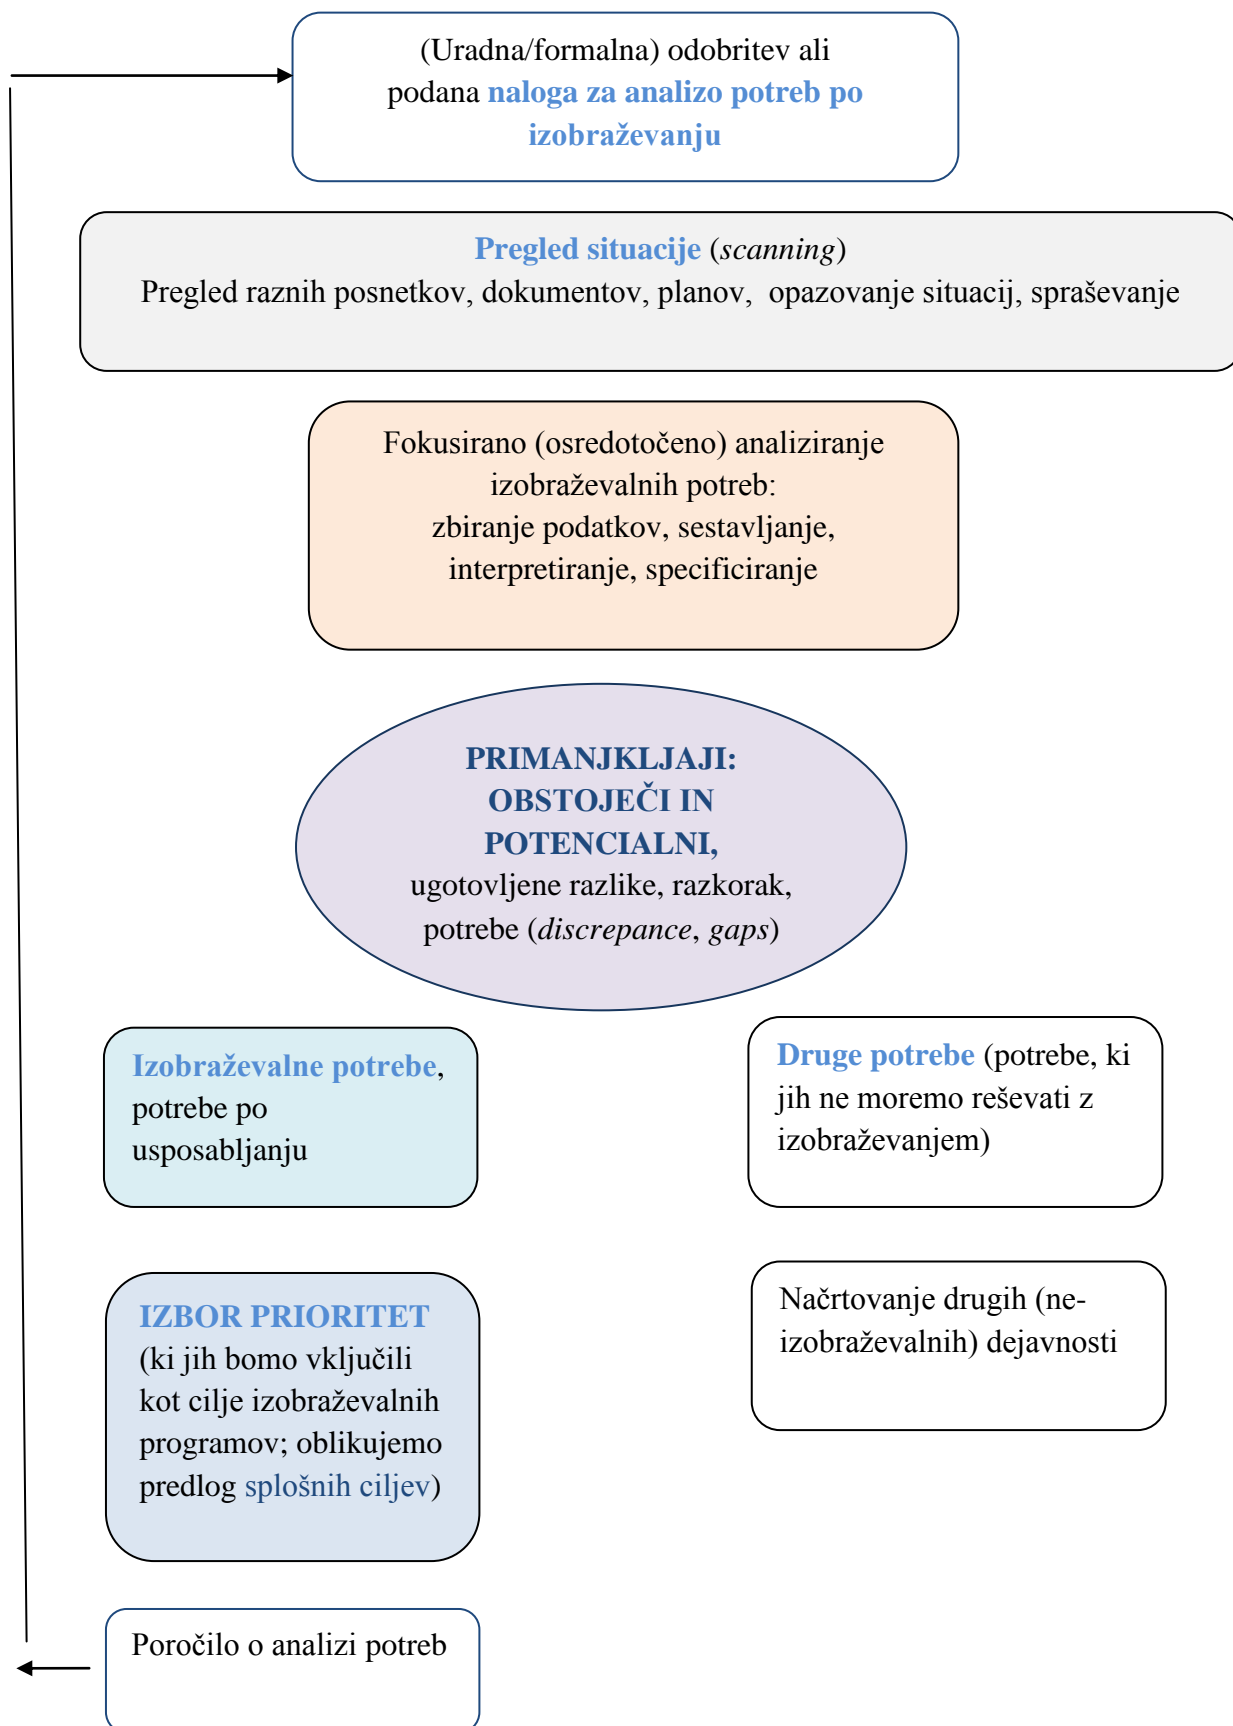 (Uradna/formalna) odobritev ali
podana naloga za analizo potreb po
izobraževanju
Pregled situacije (scanning)
Pregled raznih posnetkov, dokumentov, planov, opazovanje situacij, spraševanje
Fokusirano (osredotočeno) analiziranje
izobraževalnih potreb:
zbiranje podatkov, sestavljanje,
interpretiranje, specificiranje
PRIMANJKLJAJI:
OBSTOJEČI IN
POTENCIALNI,
ugotovljene razlike, razkorak,
potrebe (discrepance, gaps)
Izobraževalne potrebe,
potrebe po
usposabljanju
Druge potrebe (potrebe, ki
jih ne moremo reševati z
izobraževanjem)
IZBOR PRIORITET
(ki jih bomo vključili
kot cilje izobraževalnih
programov; oblikujemo
predlog splošnih ciljev)
Načrtovanje drugih (ne-
izobraževalnih) dejavnosti
Poročilo o analizi potreb